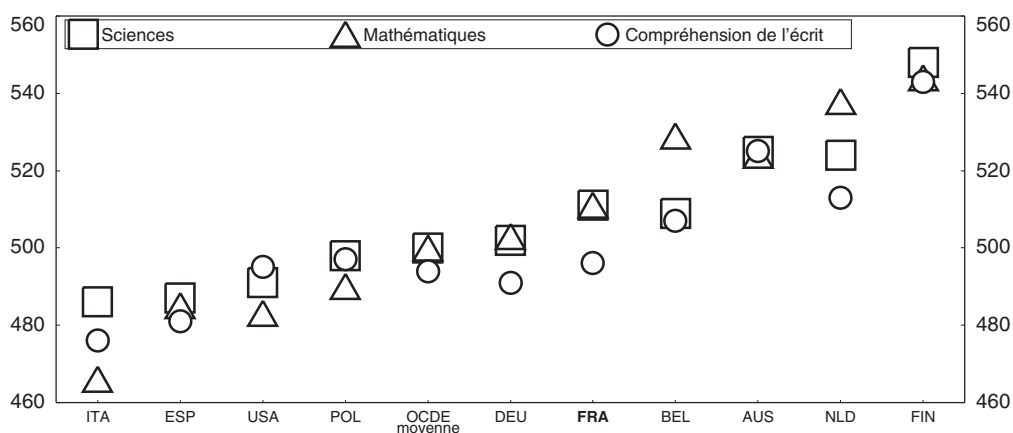 560 560
Sciences Mathématiques Compréhension de l'écrit
540 540
520 520
500 500
480 480
460 460
ITA ESP USA POL OCDE DEU FRA BEL AUS NLD FIN
moyenne